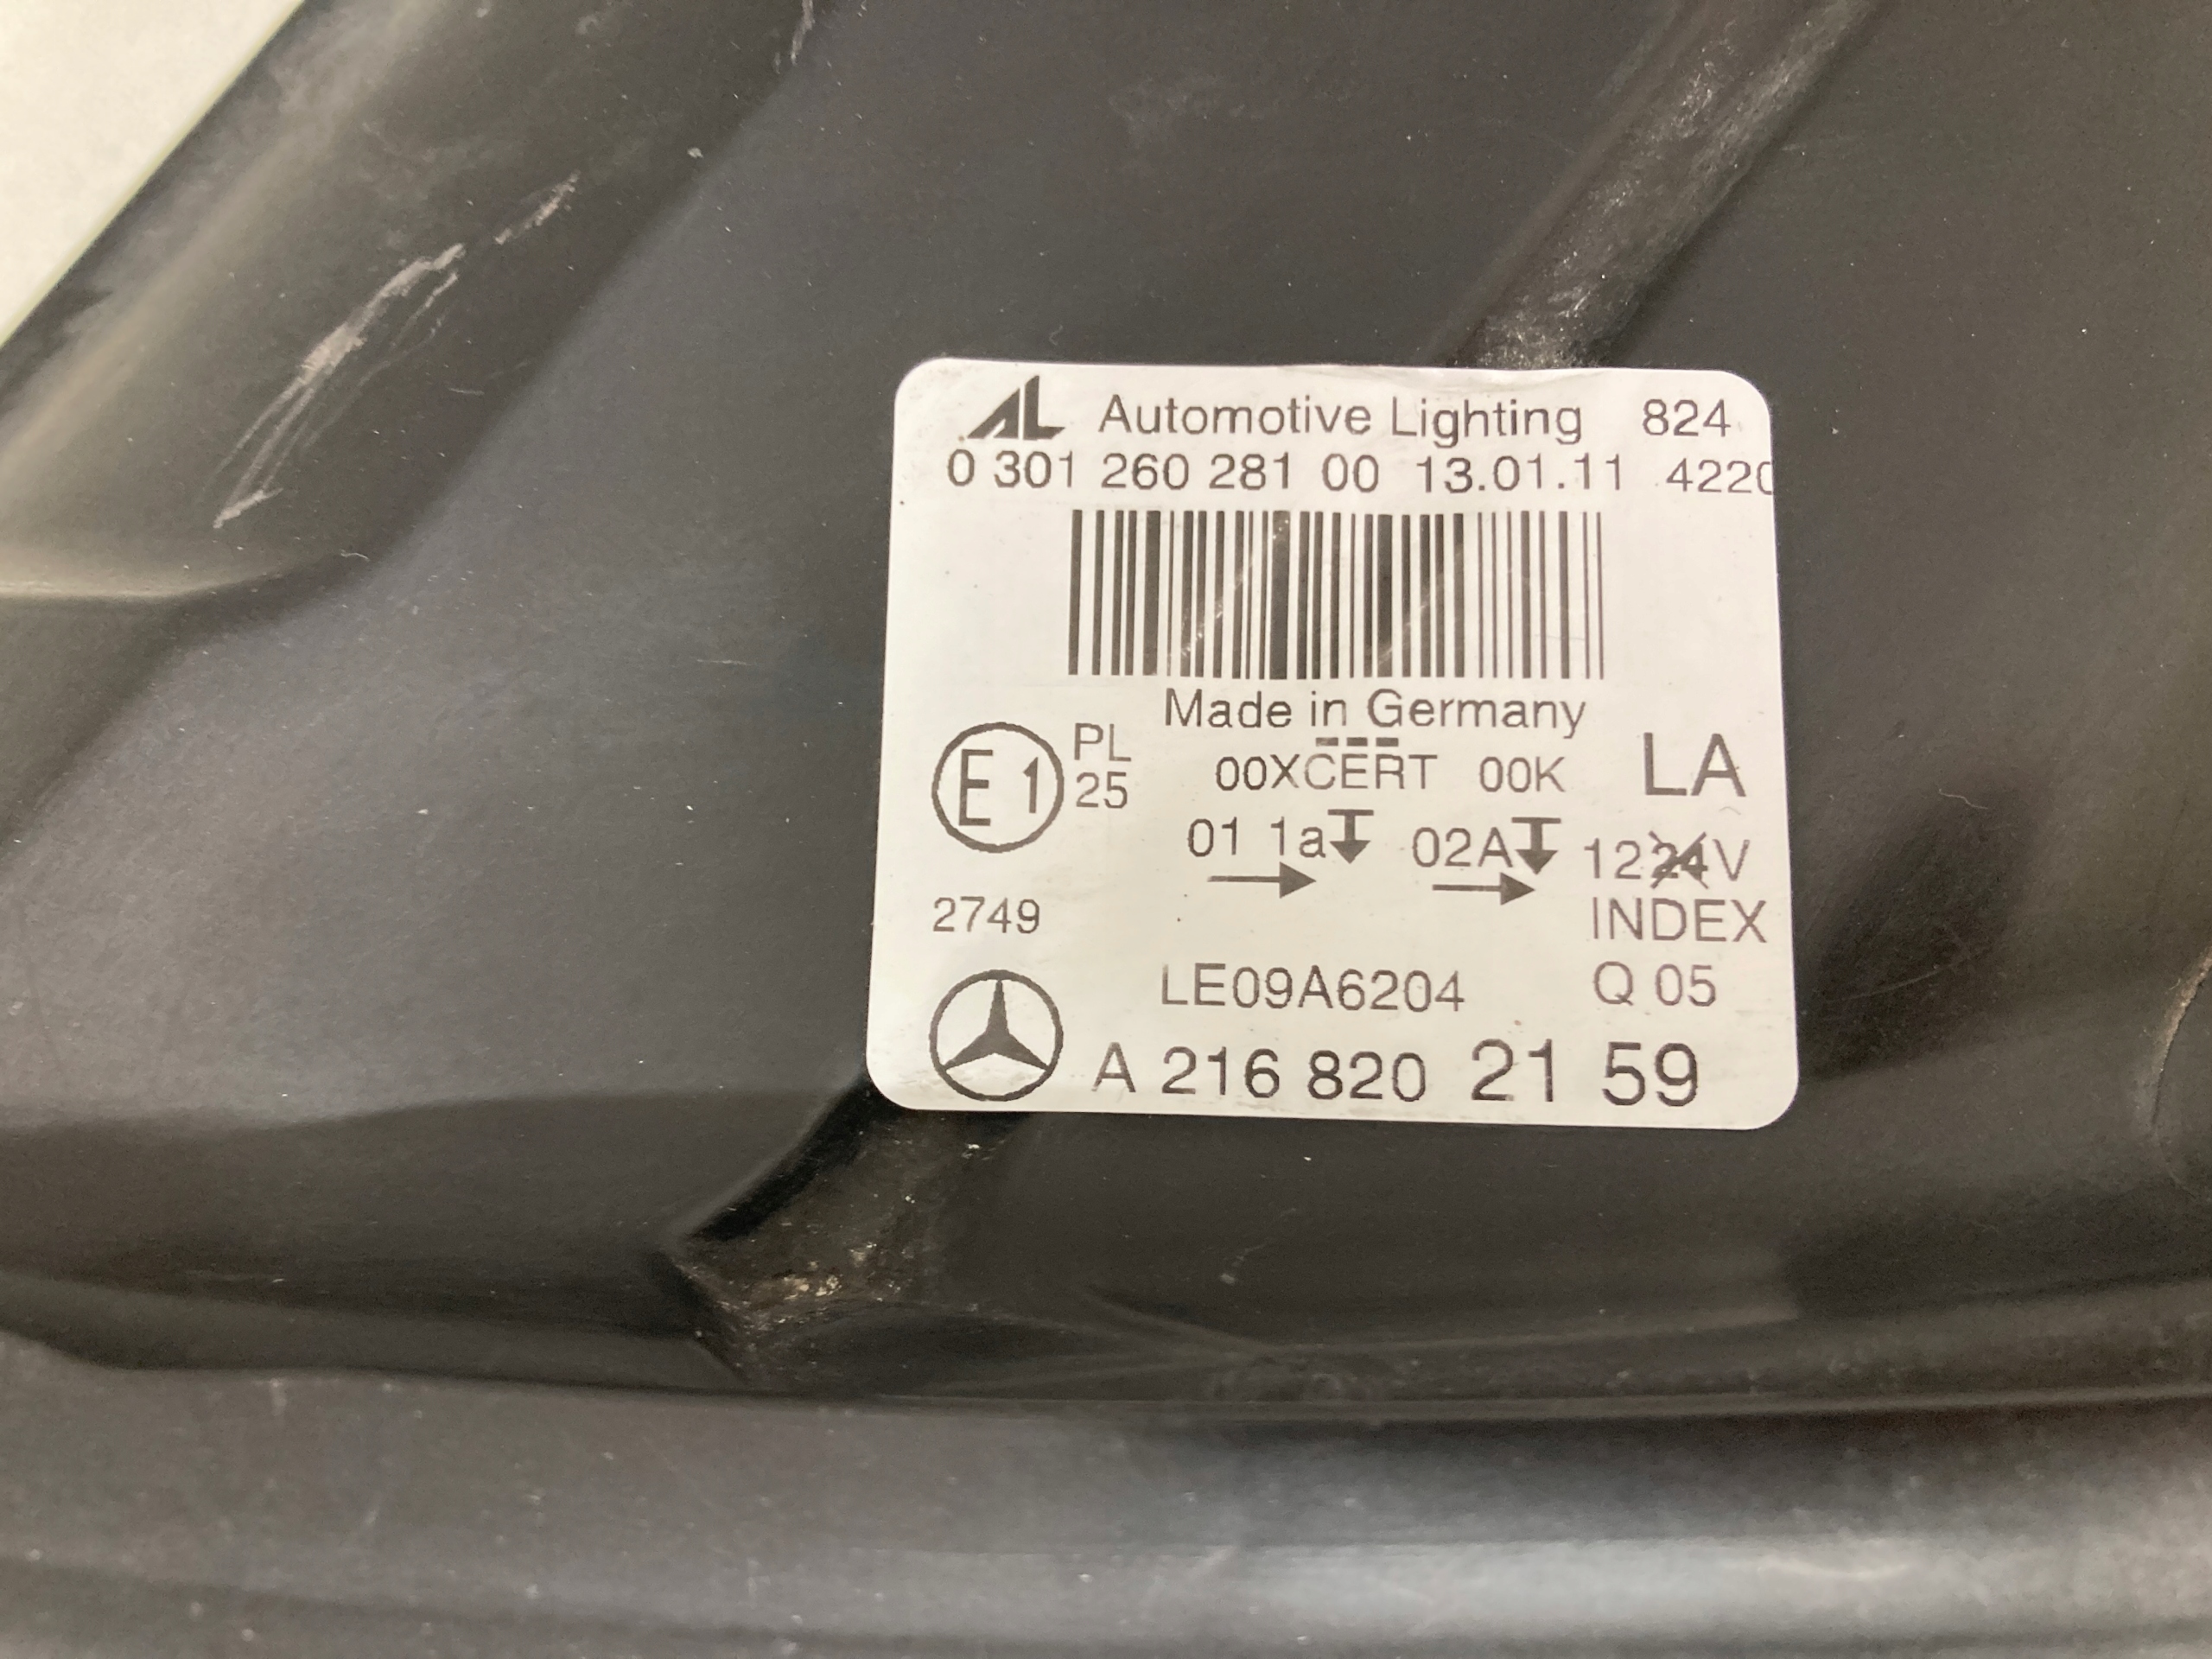 AL Automotive Lighting 824
0 301 260 281 00 13.01.11 4220
Made in Germany
E1 PL 25 00XCERT 00K LA
01 1a 02A 1224V
2749 INDEX
LE09A6204 Q 05
A 216 820 21 59